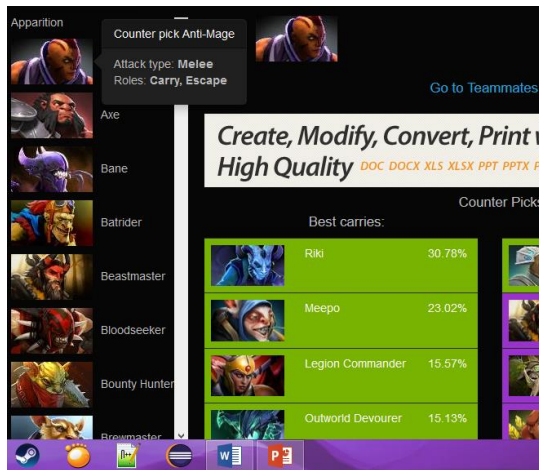 Apparition
Counter pick Anti-Mage
Attack type: Melee
Roles: Carry, Escape
Axe
Bane
Batrider
Beastmaster
Bloodseeker
Bounty Hunter
Brewmaster
Go to Teammates
Create, Modify, Convert, Print
High Quality DOC DOCX XLS XLSX PPT PPTX
Counter Picks
Best carries:
Riki 30.78%
Meepo 23.02%
Legion Commander 15.57%
Outworld Devourer 15.13%